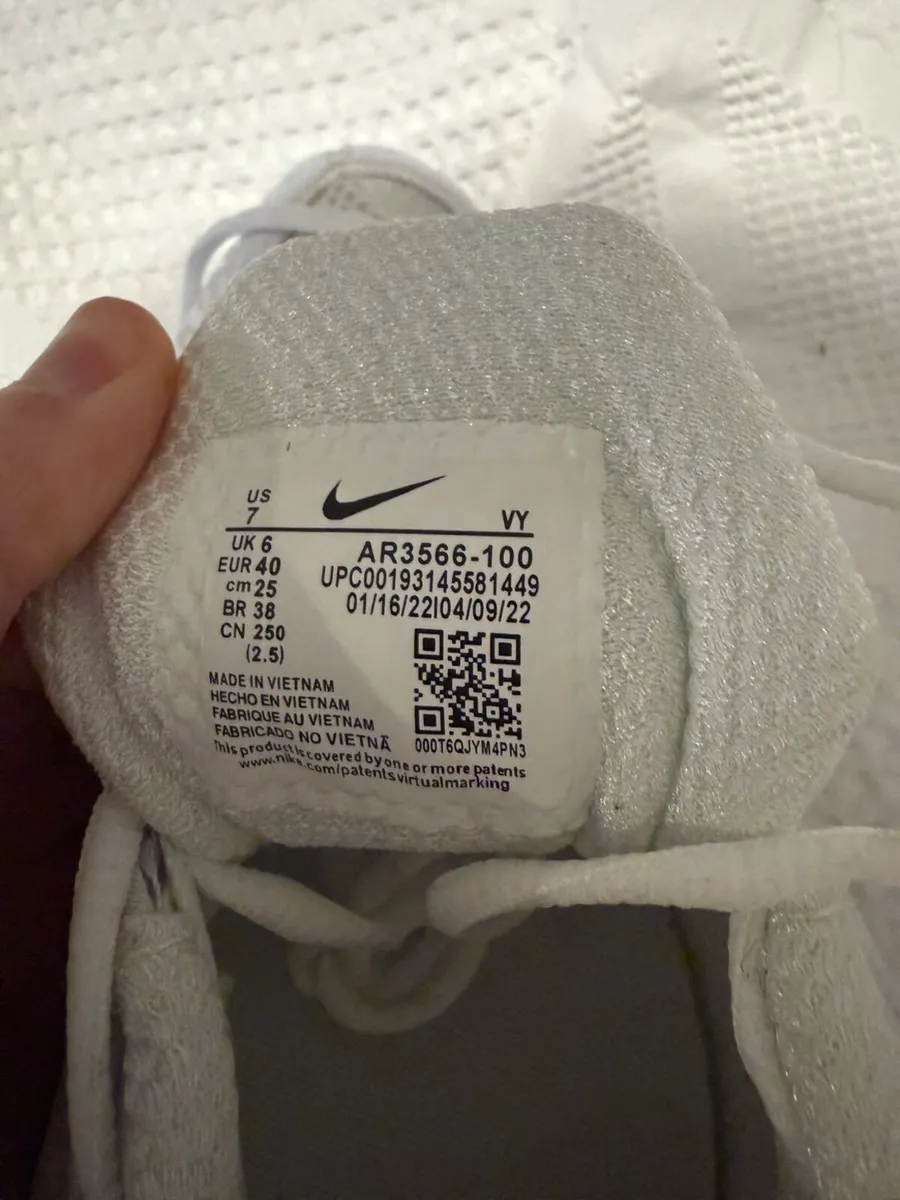 US
7
VY
UK 6
EUR 40
cm 25
BR 38
CN 250
(2.5)
AR3566-100
UPC00193145581449
01/16/22|04/09/22
MADE IN VIETNAM
HECHO EN VIETNAM
FABRIQUE AU VIETNAM
FABRICADO NO VIETNÃ
000T6QJYM4PN3
This product is covered by one or more patents
www.nike.com/patents virtualmarking